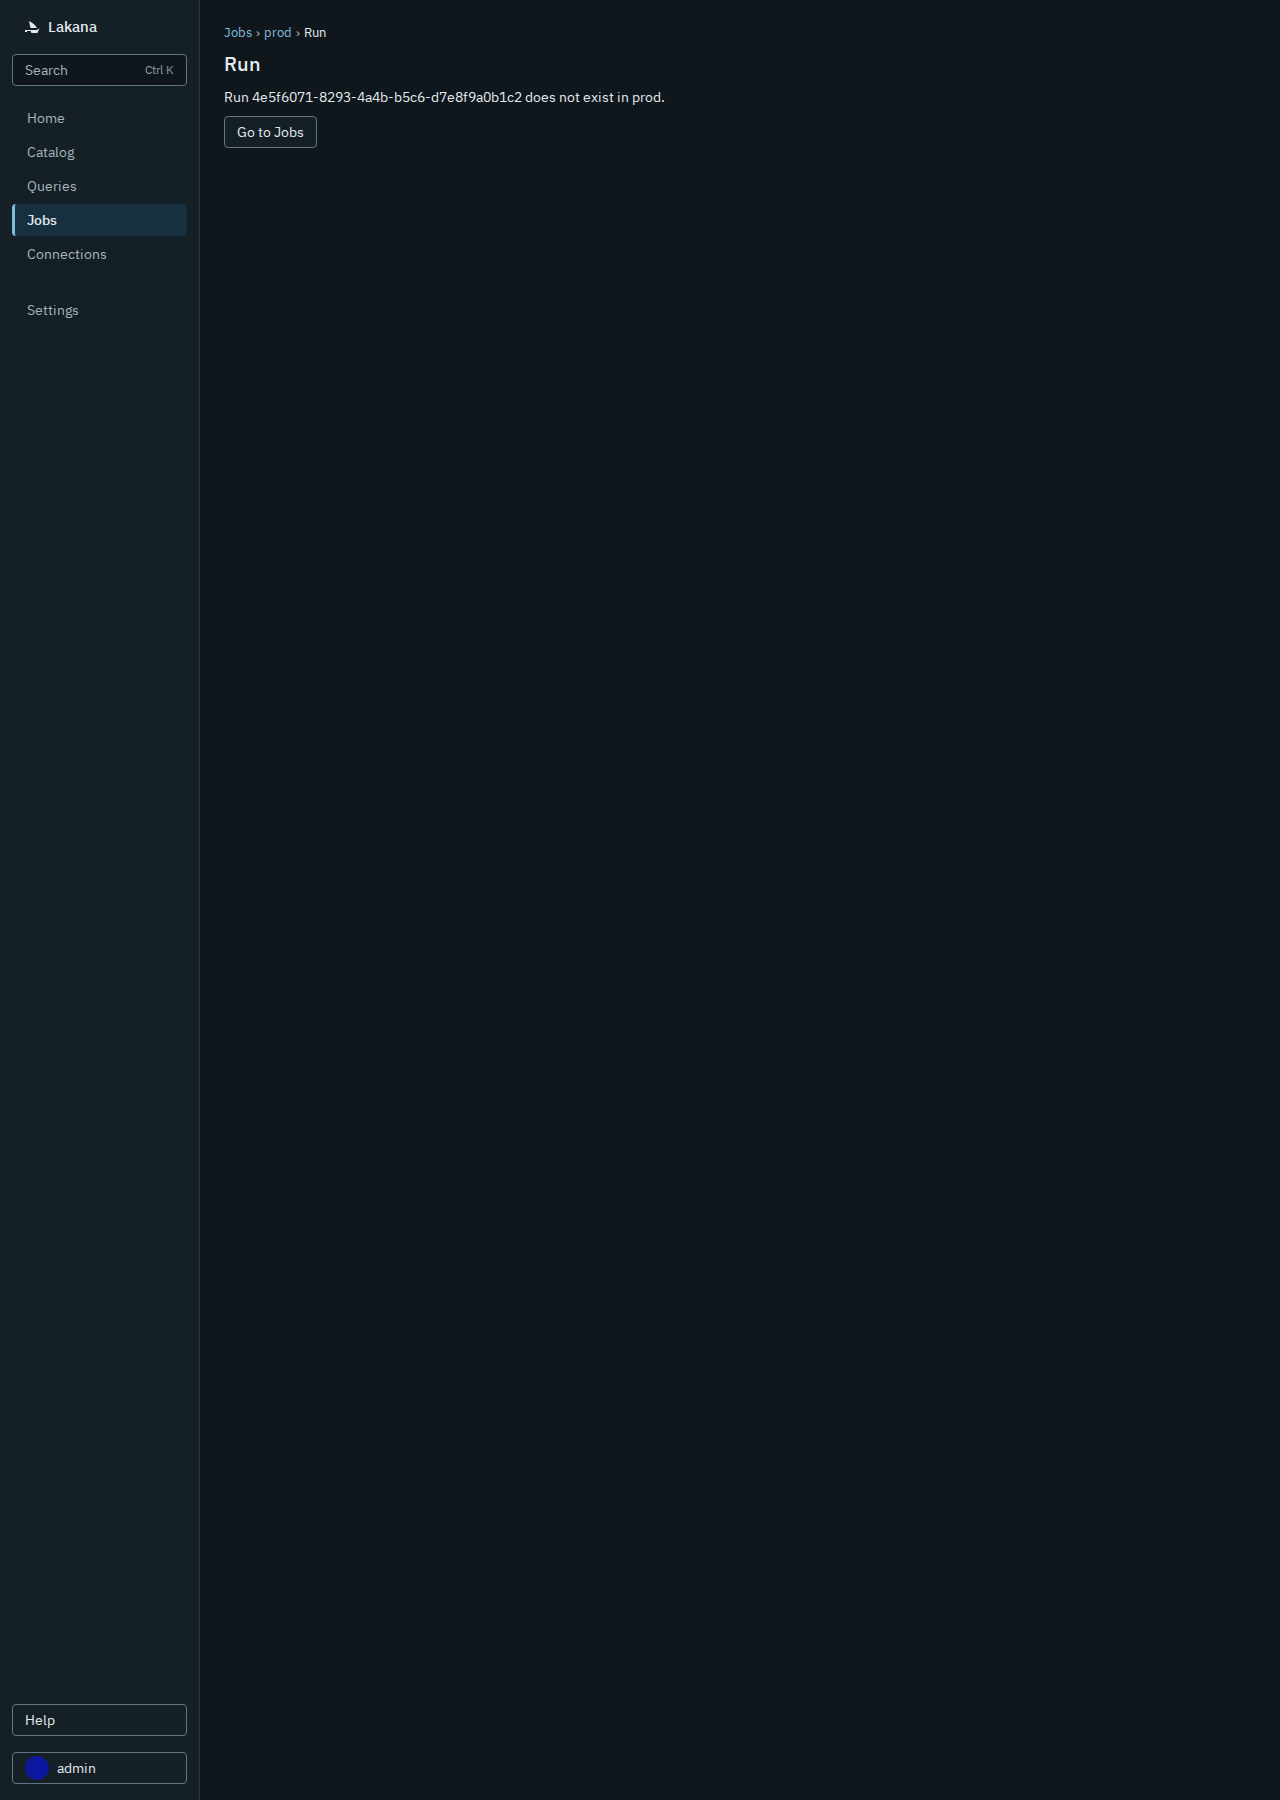 Lakana
Search Ctrl K
Home
Catalog
Queries
Jobs
Connections
Settings
Help
admin
Jobs › prod › Run
Run
Run 4e5f6071-8293-4a4b-b5c6-d7e8f9a0b1c2 does not exist in prod.
Go to Jobs